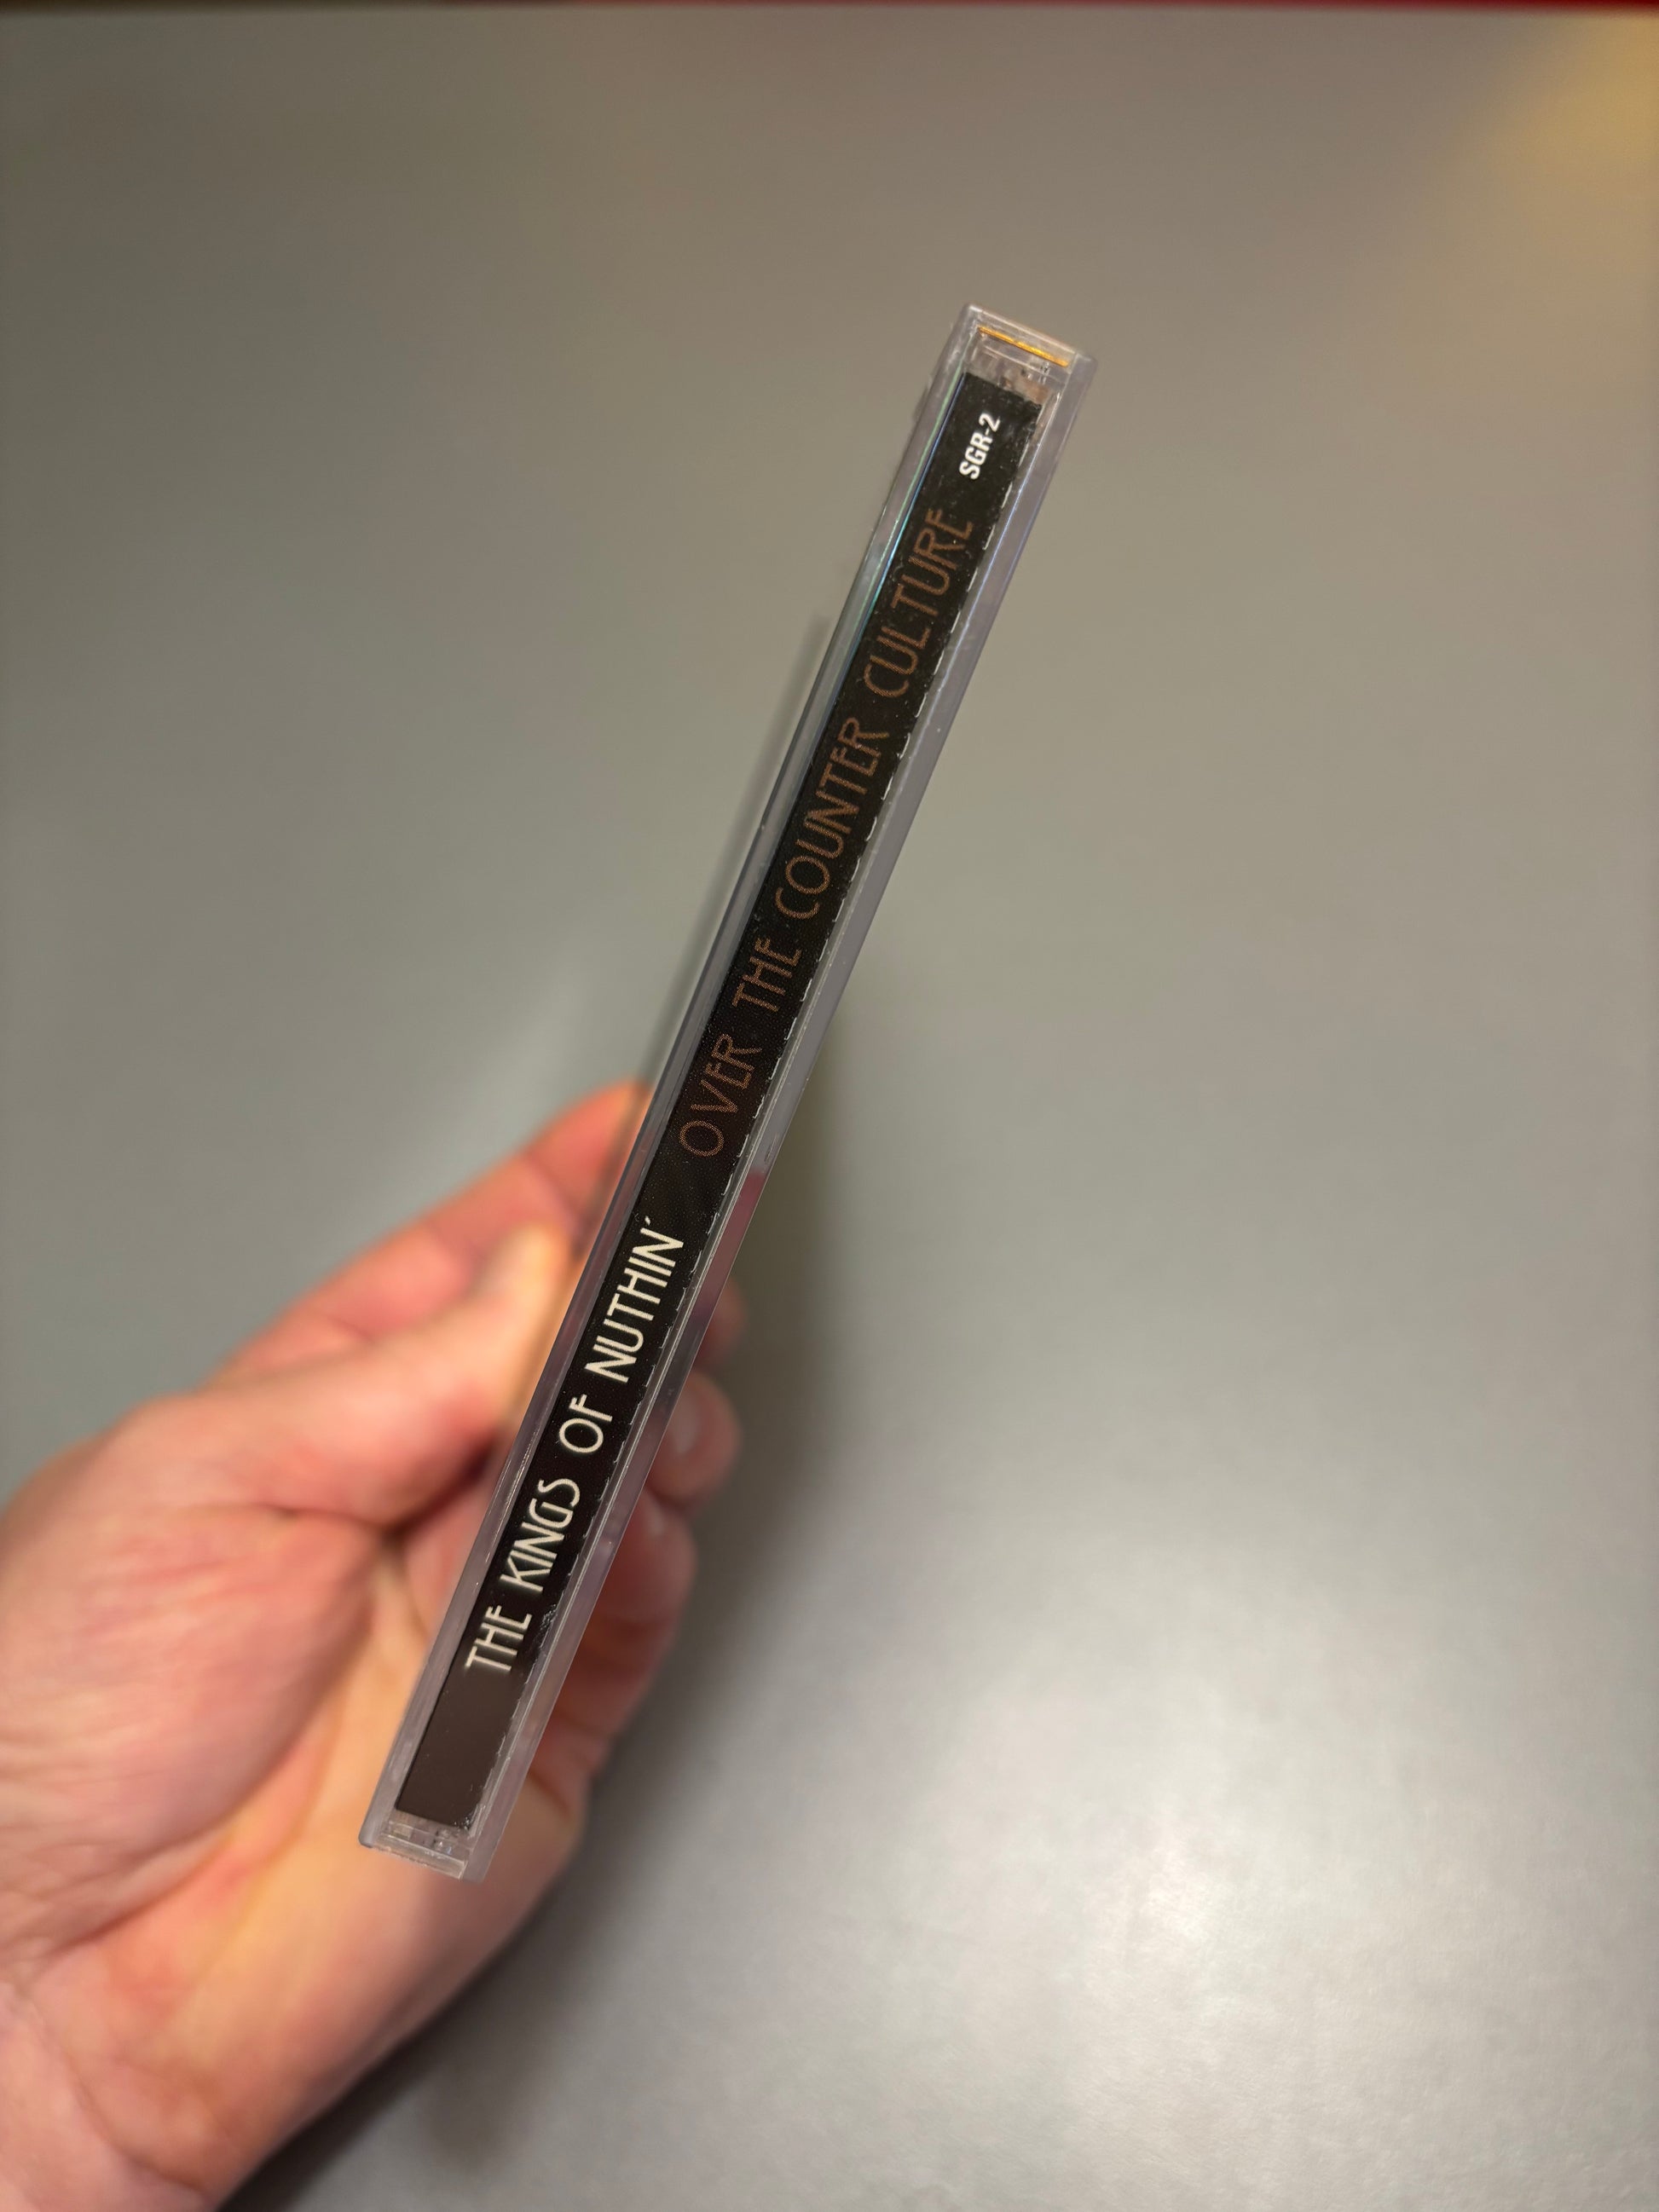 THE KINGS OF NUTHIN' OVER THE COUNTER CULTURE SGR-2